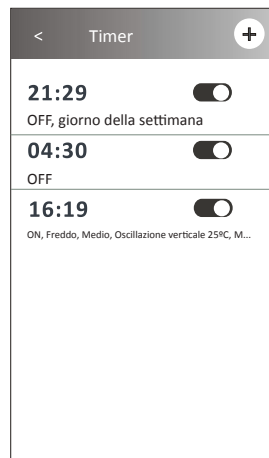 < Timer +
21:29
OFF, giorno della settimana
04:30
OFF
16:19
ON, Freddo, Medio, Oscillazione verticale 25ºC, M...